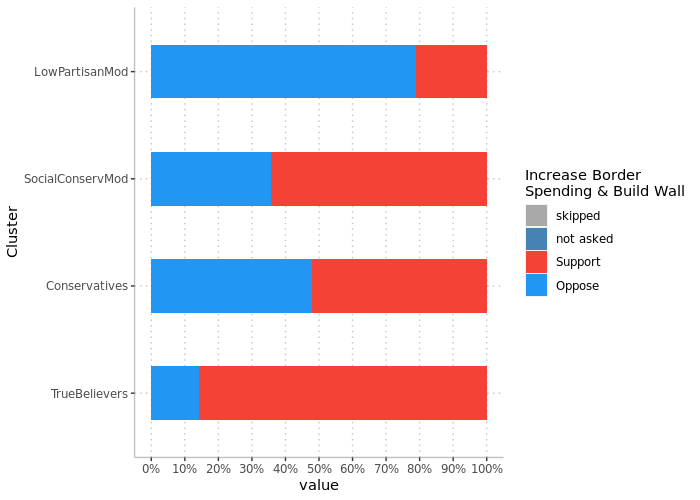 LowPartisanMod
SocialConservMod
Conservatives
TrueBelievers
Cluster
0% 10% 20% 30% 40% 50% 60% 70% 80% 90% 100%
value
Increase Border
Spending & Build Wall
skipped
not asked
Support
Oppose